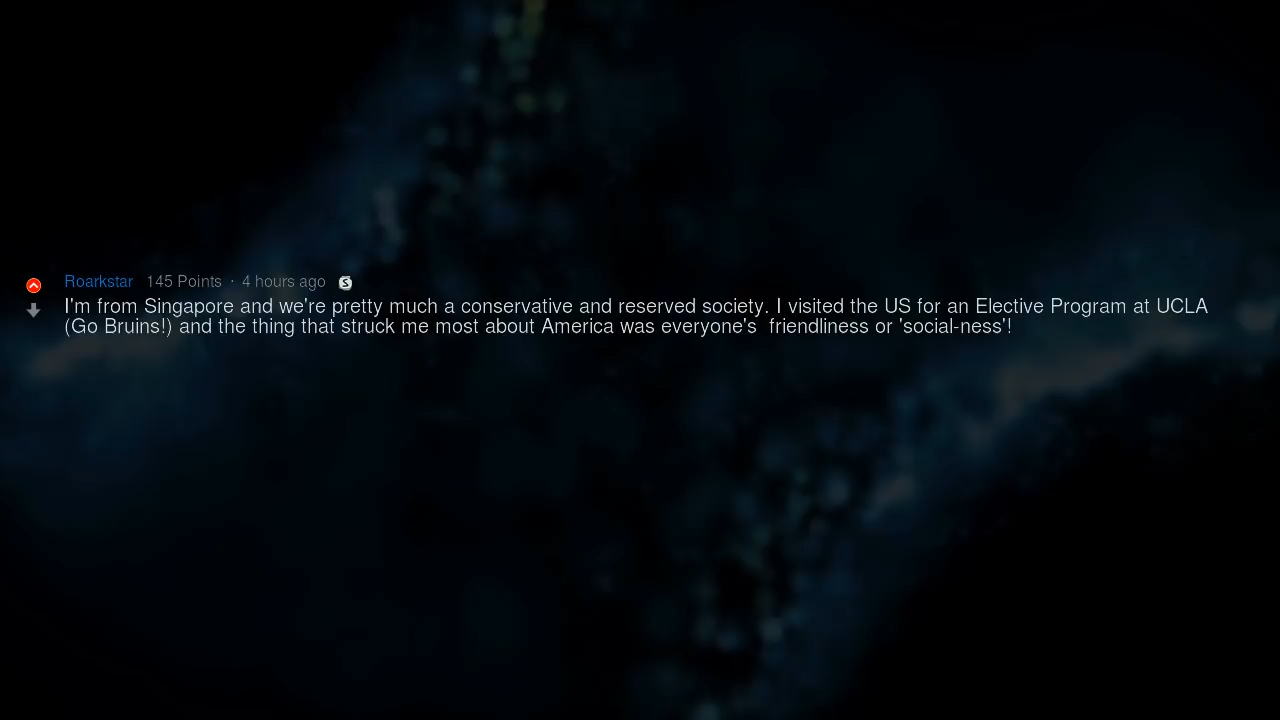 Roarkstar 145 Points · 4 hours ago S
I'm from Singapore and we're pretty much a conservative and reserved society. I visited the US for an Elective Program at UCLA
(Go Bruins!) and the thing that struck me most about America was everyone's  friendliness or 'social-ness'!